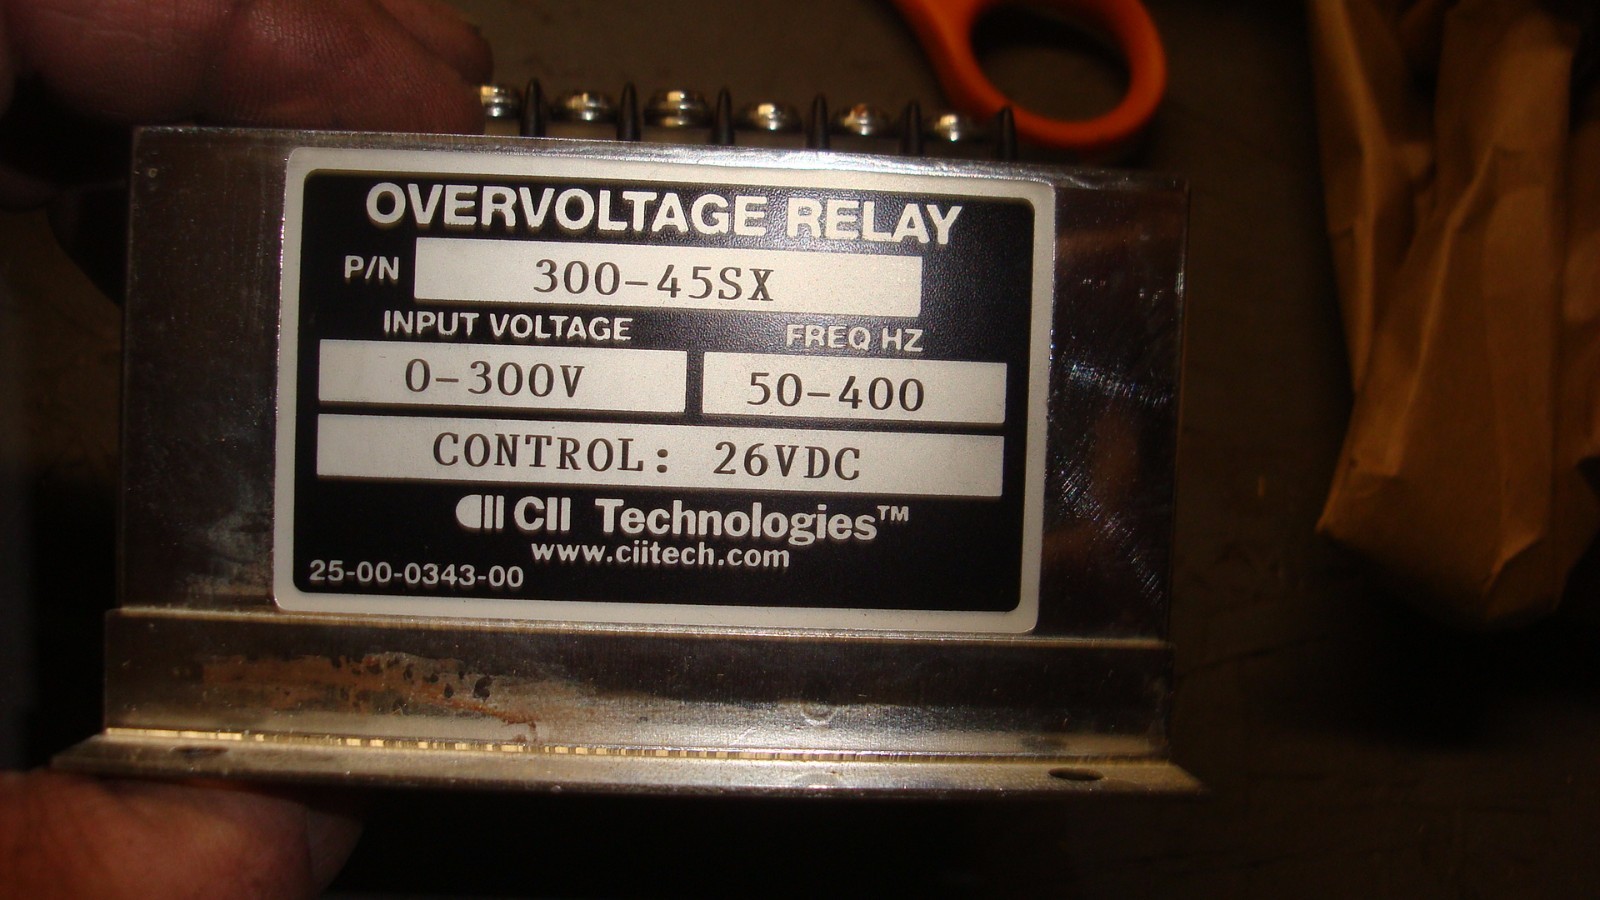 OVERVOLTAGE RELAY
P/N 300-45SX
INPUT VOLTAGE FREQ HZ
0-300V 50-400
CONTROL: 26VDC
CII Technologies™
www.ciitech.com
25-00-0343-00